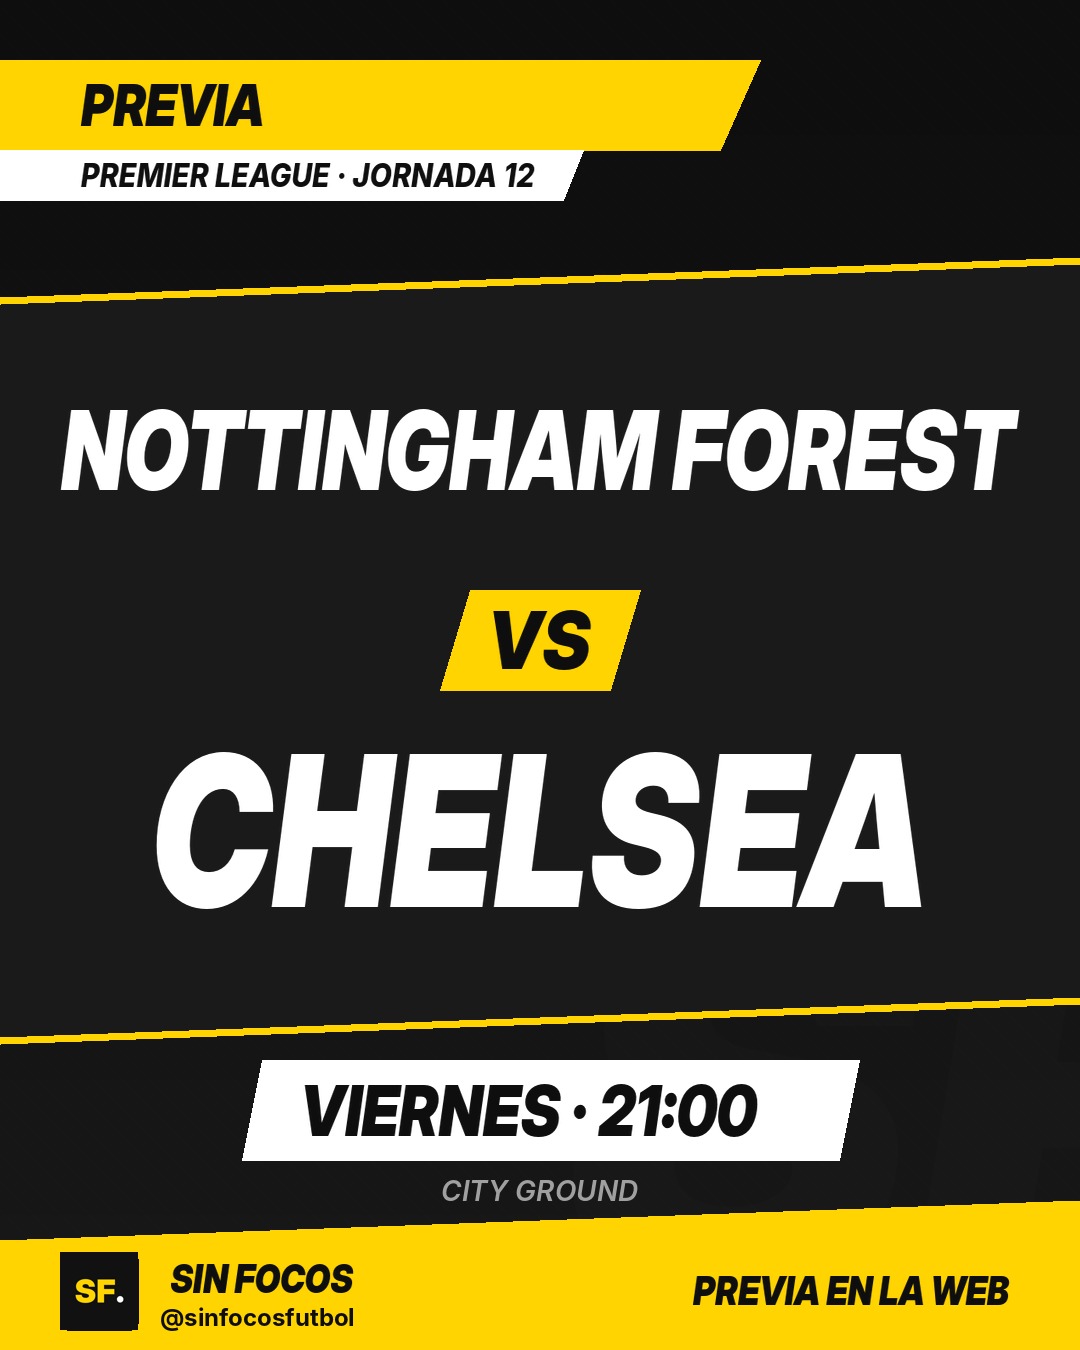 PREVIA
PREMIER LEAGUE · JORNADA 12
NOTTINGHAM FOREST
VS
CHELSEA
VIERNES · 21:00
CITY GROUND
SF.
SIN FOCOS
@sinfocosfutbol
PREVIA EN LA WEB